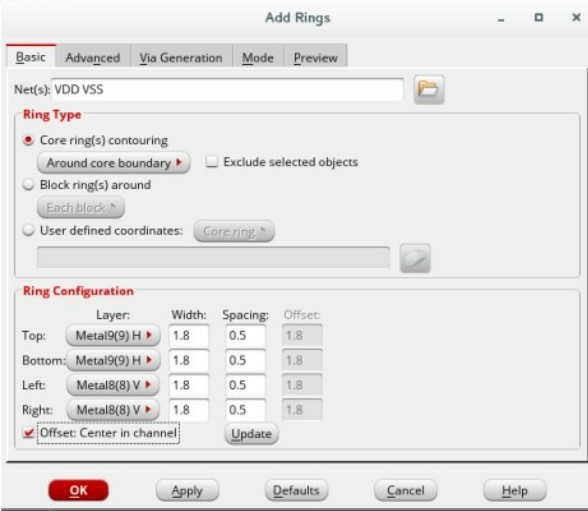 Add Rings
Basic Advanced Via Generation Mode Preview
Net(s): VDD VSS
Ring Type
Core ring(s) contouring
Around core boundary Exclude selected objects
Block ring(s) around
Each block
User defined coordinates: Core ring
Ring Configuration
Layer: Width: Spacing: Offset:
Top: Metal9(9) H 1.8 0.5 1.8
Bottom: Metal9(9) H 1.8 0.5 1.8
Left: Metal8(8) V 1.8 0.5 1.8
Right: Metal8(8) V 1.8 0.5 1.8
Offset: Center in channel Update
OK Apply Defaults Cancel Help